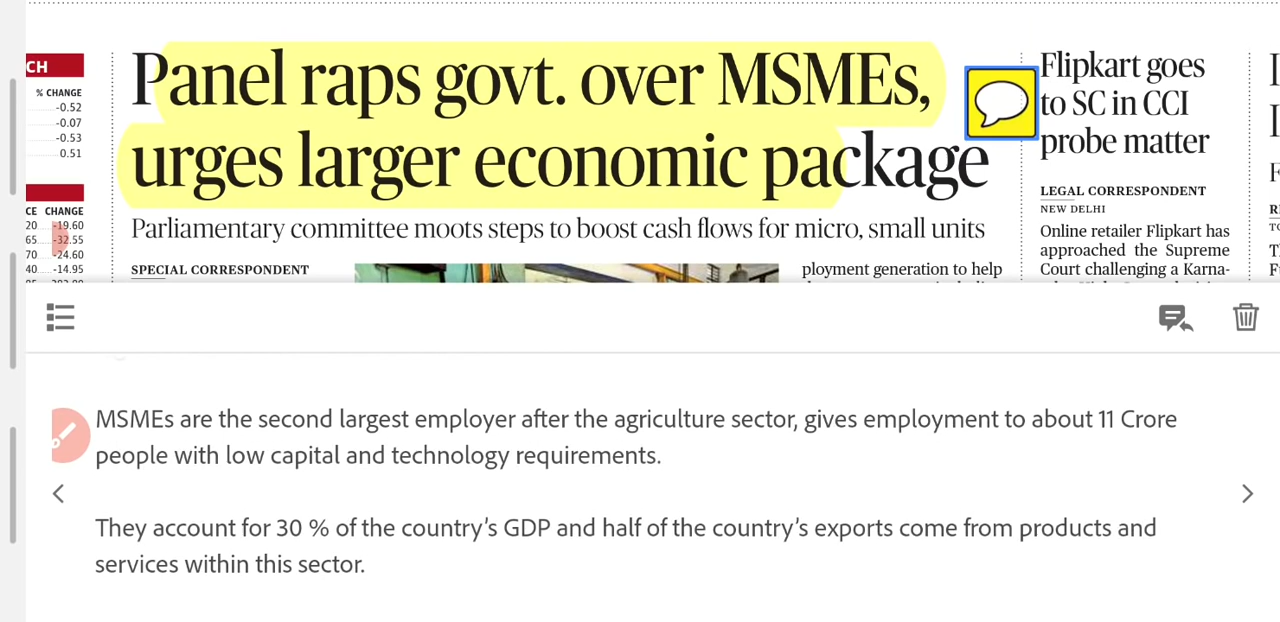 CH
% CHANGE
-0.52
-0.07
-0.53
0.51
CE CHANGE
20 -19.60
65 -32.55
70 -24.60
40 -14.95
Panel raps govt. over MSMEs,
urges larger economic package
Parliamentary committee moots steps to boost cash flows for micro, small units
SPECIAL CORRESPONDENT
ployment generation to help
Flipkart goes
to SC in CCI
probe matter
LEGAL CORRESPONDENT
NEW DELHI
Online retailer Flipkart has
approached the Supreme
Court challenging a Karna-
MSMEs are the second largest employer after the agriculture sector, gives employment to about 11 Crore
people with low capital and technology requirements.
They account for 30 % of the country's GDP and half of the country's exports come from products and
services within this sector.